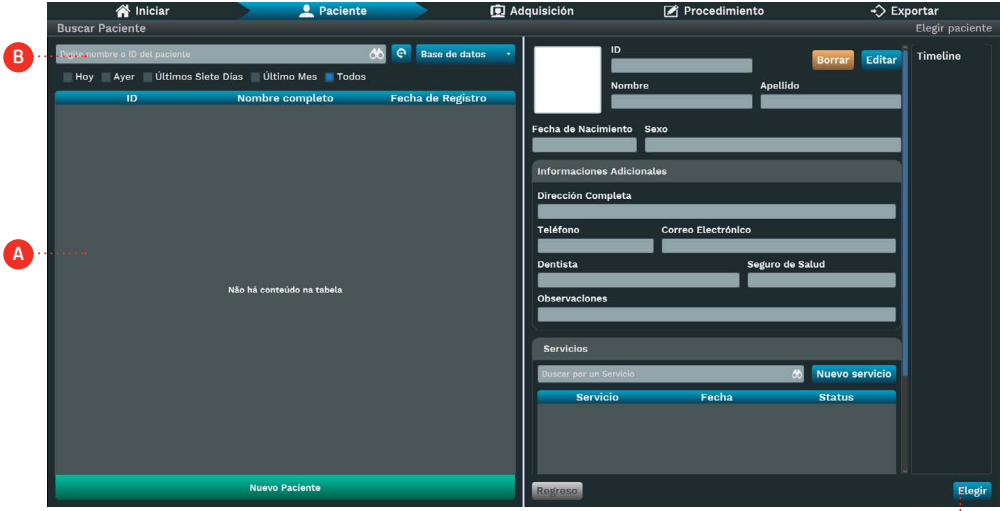 Iniciar
Paciente
Adquisición
Procedimiento
Exportar
Buscar Paciente
Elegir paciente
B
Digite nombre o ID del paciente
Base de datos
Hoy
Ayer
Últimos Siete Días
Último Mes
Todos
ID
Nombre completo
Fecha de Registro
A
Não há conteúdo na tabela
Nuevo Paciente
ID
Borrar
Editar
Nombre
Apellido
Fecha de Nacimiento
Sexo
Informaciones Adicionales
Dirección Completa
Teléfono
Correo Electrónico
Dentista
Seguro de Salud
Observaciones
Servicios
Buscar por un Servicio
Nuevo servicio
Servicio
Fecha
Status
Regreso
Timeline
Elegir